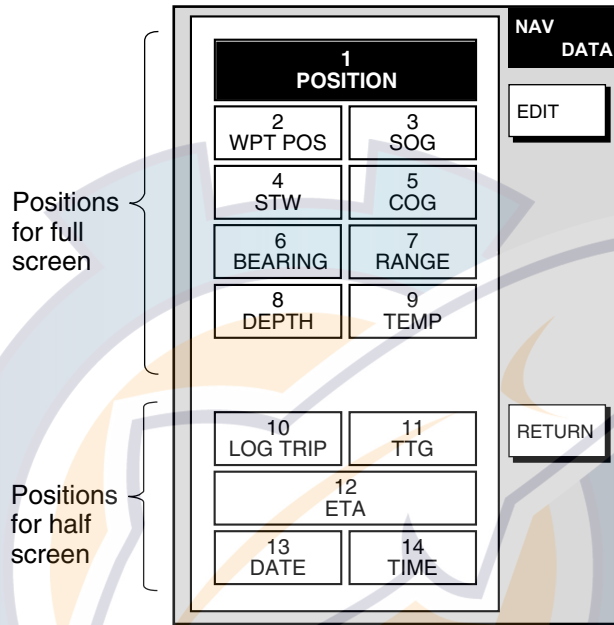 NAV
DATA
1
POSITION
EDIT
2
WPT POS
3
SOG
4
STW
5
COG
Positions
for full
screen
6
BEARING
7
RANGE
8
DEPTH
9
TEMP
10
LOG TRIP
11
TTG
RETURN
12
ETA
Positions
for half
screen
13
DATE
14
TIME